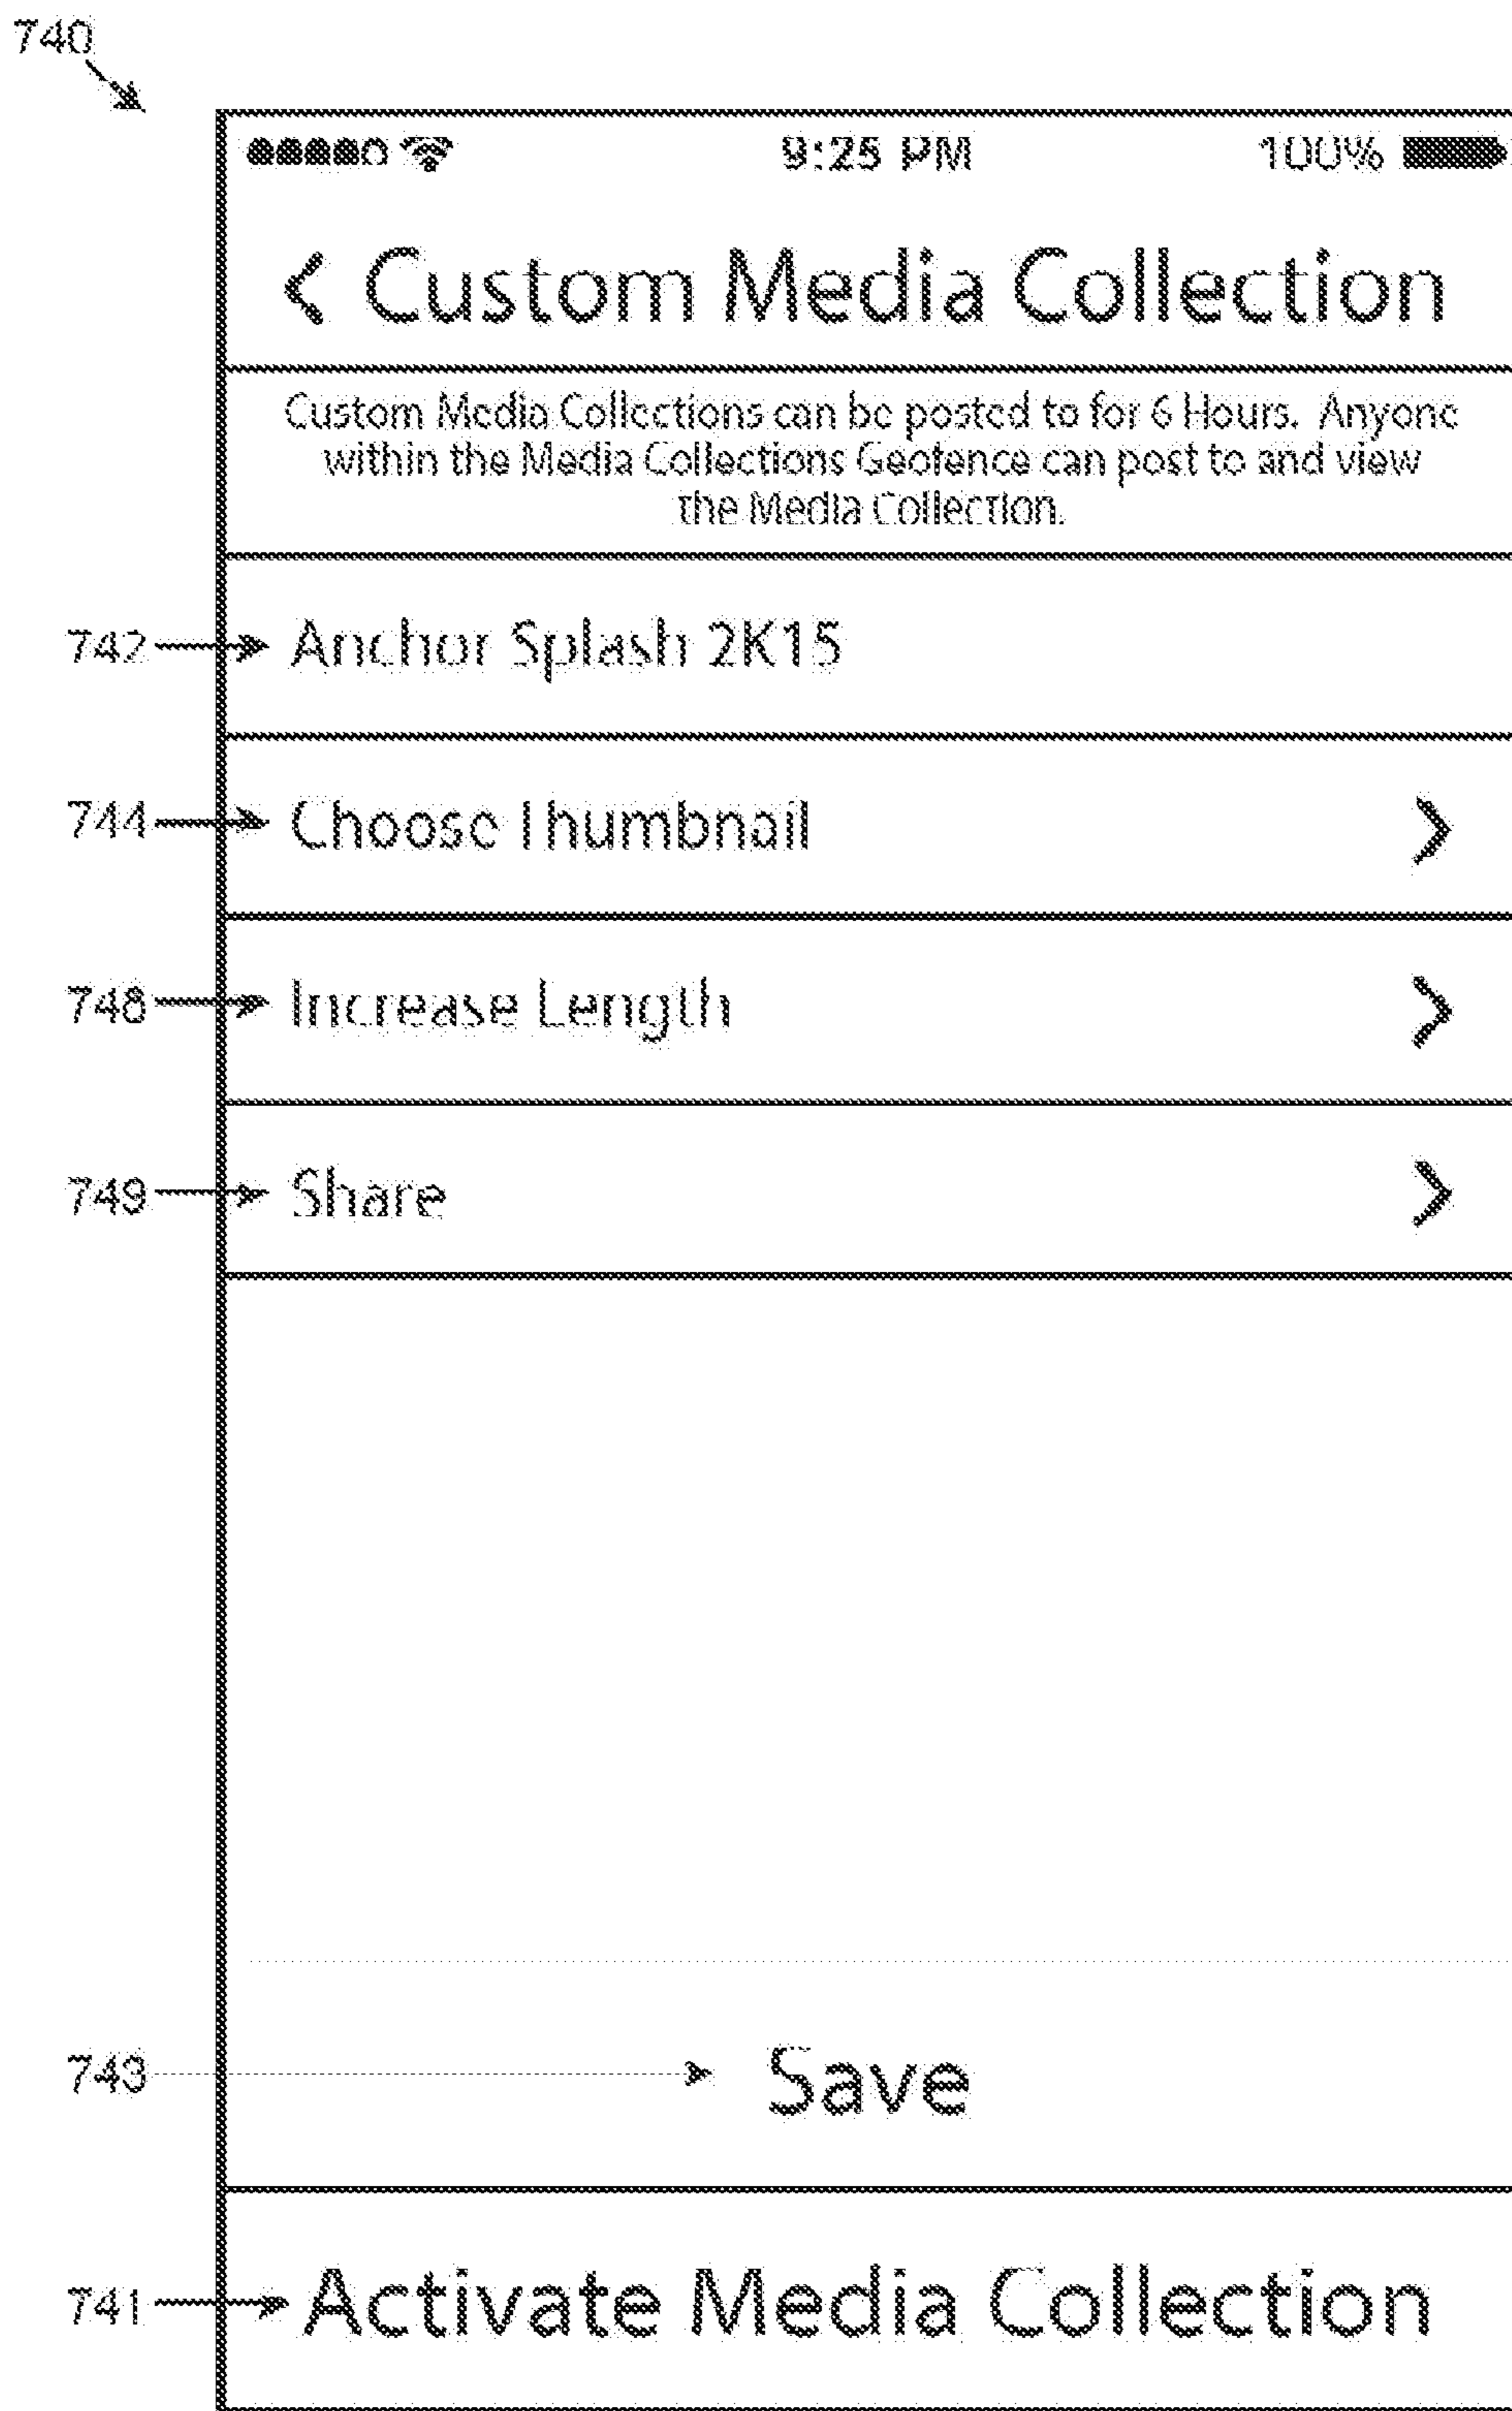 740
9:25 PM 100%
Custom Media Collection
Custom Media Collections can be posted to for 6 Hours. Anyone
within the Media Collections Geofence can post to and view
the Media Collection.
742 Anchor Splash 2K15
744 Choose Thumbnail
748 Increase Length
749 Share
743 Save
741 Activate Media Collection